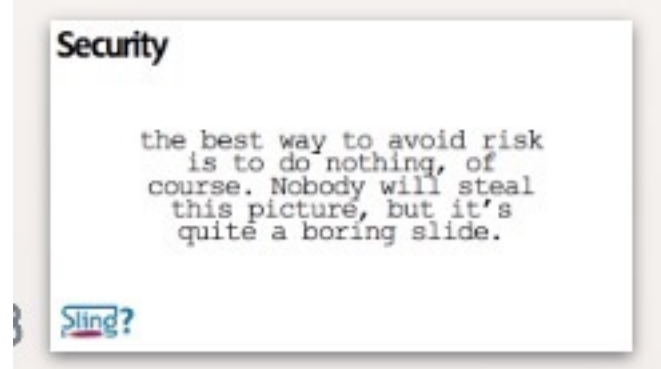 Security
the best way to avoid risk
is to do nothing, of
course. Nobody will steal
this picture, but it's
quite a boring slide.
Sling?